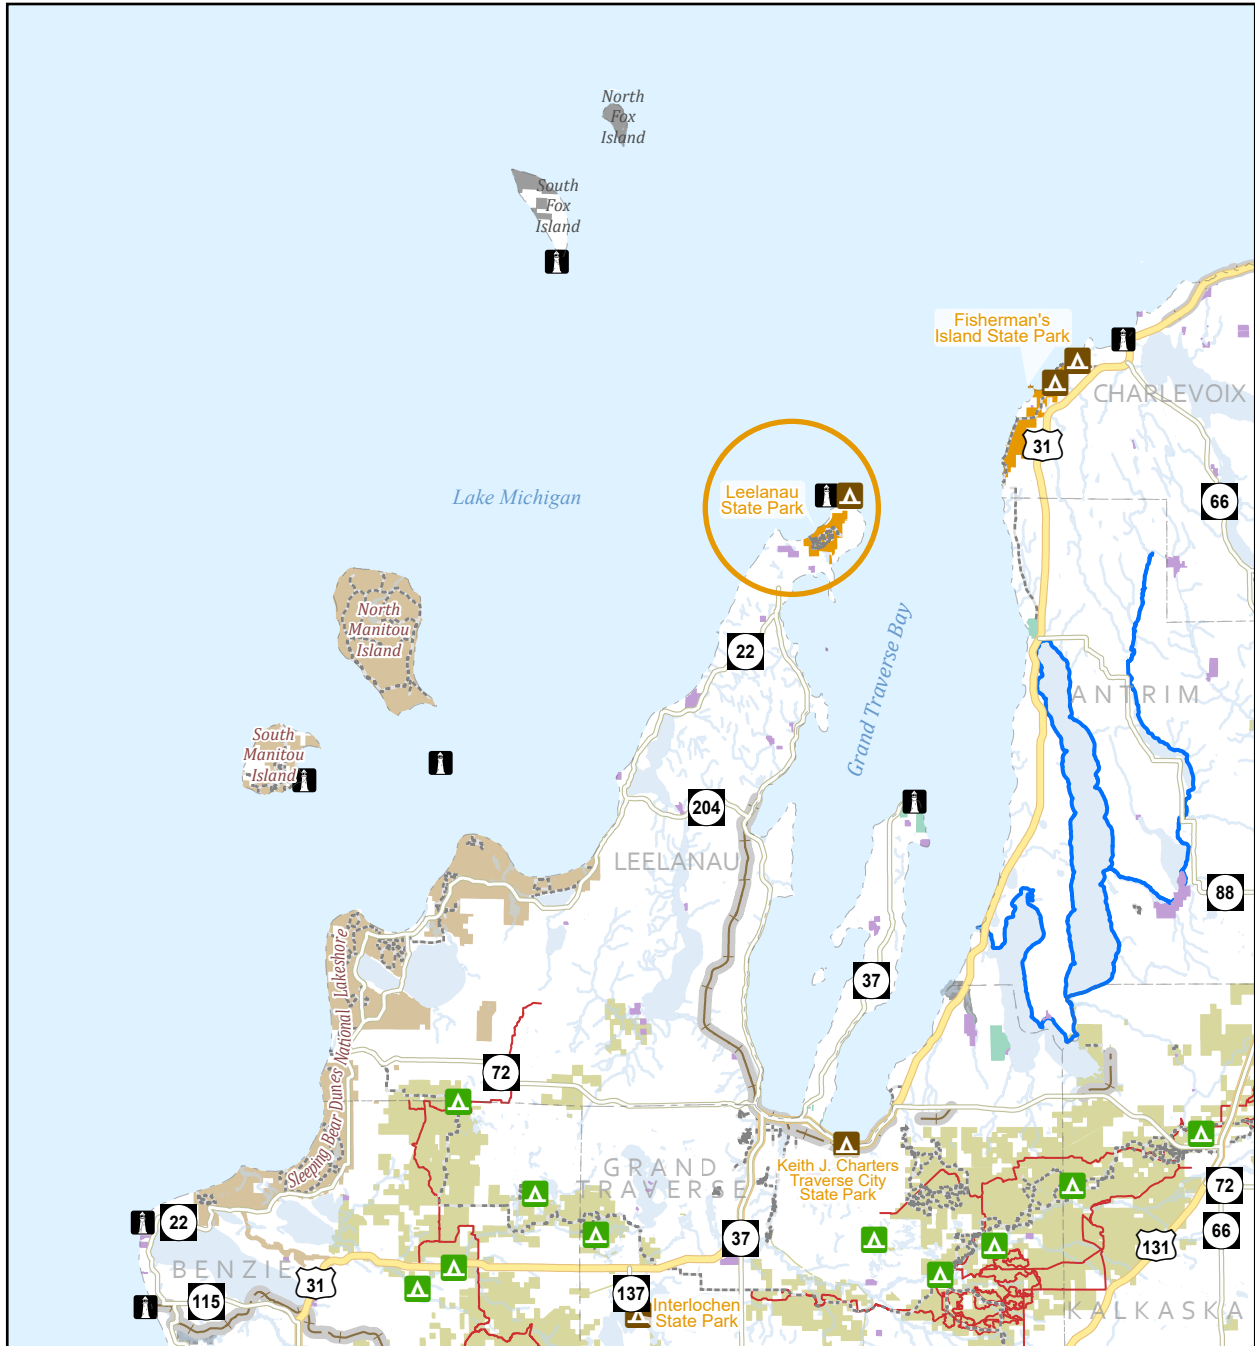 North
Fox
Island
South
Fox
Island
Fisherman's
Island State Park
CHARLEVOIX
31
66
Lake Michigan
Leelanau
State Park
North
Manitou
Island
22
Grand Traverse Bay
ANTRIM
South
Manitou
Island
204
LEELANAU
88
37
Sleeping Bear Dunes National Lakeshore
72
GRAND
TRAVERSE
Keith J. Charters
Traverse City
State Park
72
66
22
37
131
BENZIE
31
115
137
Interlochen
State Park
KALKASKA